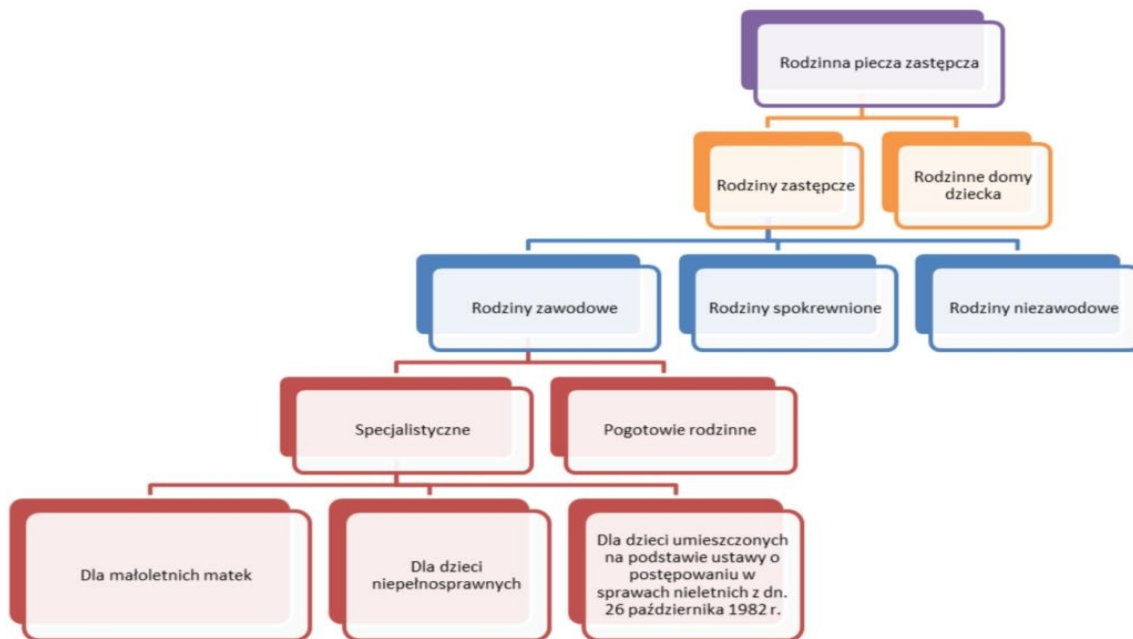 Rodzinna piecza zastępcza
Rodziny zastępcze
Rodzinne domy
dziecka
Rodziny zawodowe
Rodziny spokrewnione
Rodziny niezawodowe
Specjalistyczne
Pogotowie rodzinne
Dla małoletnich matek
Dla dzieci
niepełnosprawnych
Dla dzieci umieszczonych
na podstawie ustawy o
postępowaniu w
sprawach nieletnich z dn.
26 października 1982 r.